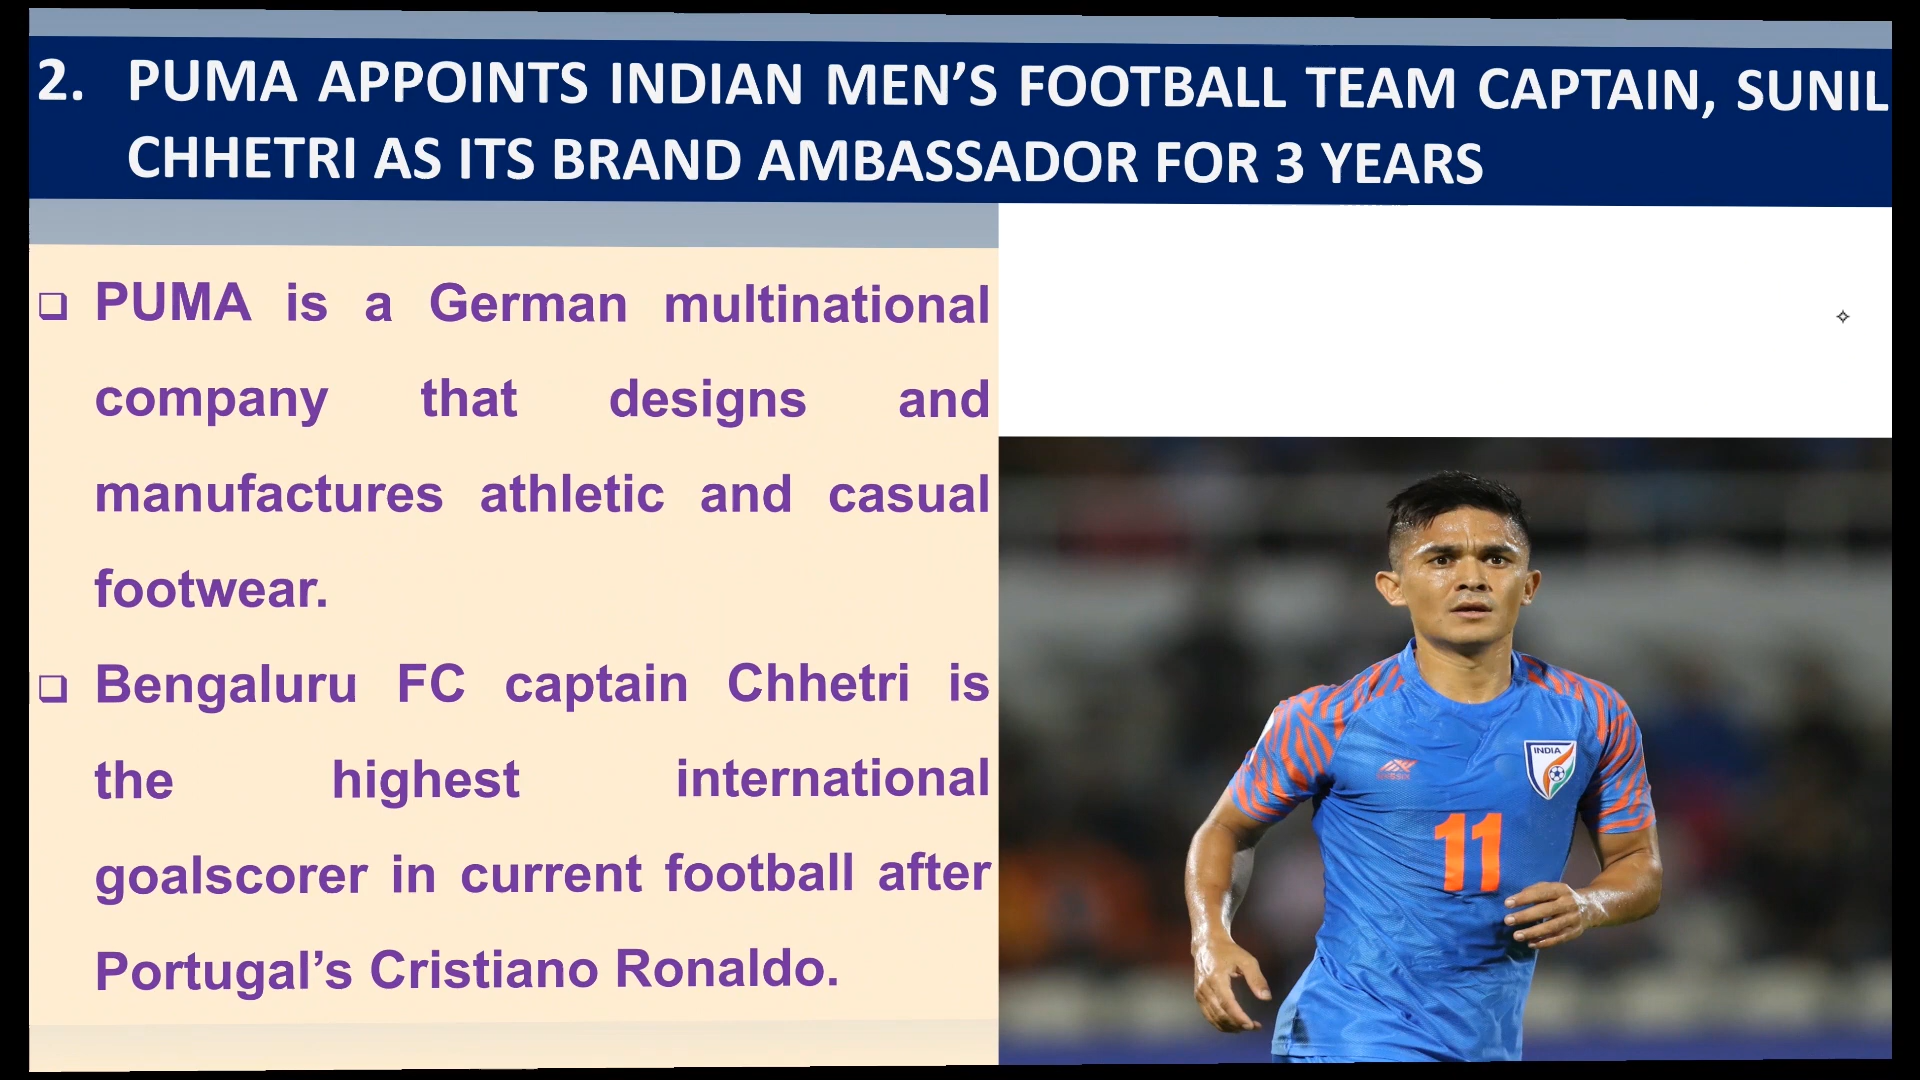 2. PUMA APPOINTS INDIAN MEN’S FOOTBALL TEAM CAPTAIN, SUNIL
CHHETRI AS ITS BRAND AMBASSADOR FOR 3 YEARS
❑ PUMA is a German multinational
company that designs and
manufactures athletic and casual
footwear.
❑ Bengaluru FC captain Chhetri is
the highest international
goalscorer in current football after
Portugal’s Cristiano Ronaldo.
INDIA
11